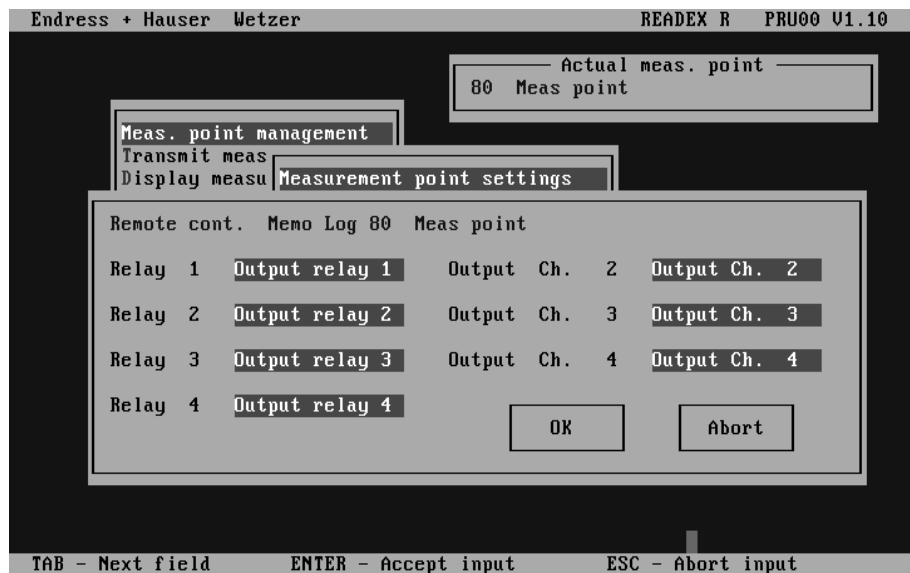 Endress + Hauser Wetzer READEX R PRU00 V1.10
Actual meas. point
80 Meas point
Meas. point management
Transmit meas
Display measu
Measurement point settings
Remote cont. Memo Log 80 Meas point
Relay 1 Output relay 1 Output Ch. 2 Output Ch. 2
Relay 2 Output relay 2 Output Ch. 3 Output Ch. 3
Relay 3 Output relay 3 Output Ch. 4 Output Ch. 4
Relay 4 Output relay 4
OK Abort
TAB - Next field ENTER - Accept input ESC - Abort input